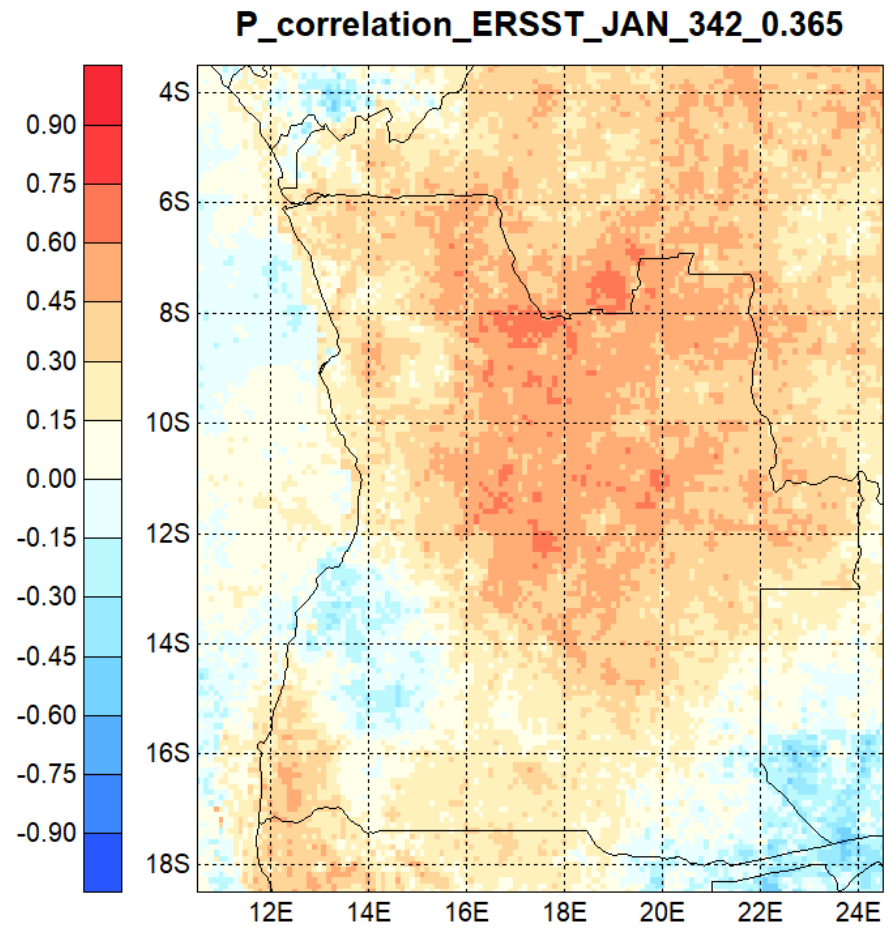 P_correlation_ERSST_JAN_342_0.365
0.90
0.75
0.60
0.45
0.30
0.15
0.00
-0.15
-0.30
-0.45
-0.60
-0.75
-0.90
4S
6S
8S
10S
12S
14S
16S
18S
12E 14E 16E 18E 20E 22E 24E